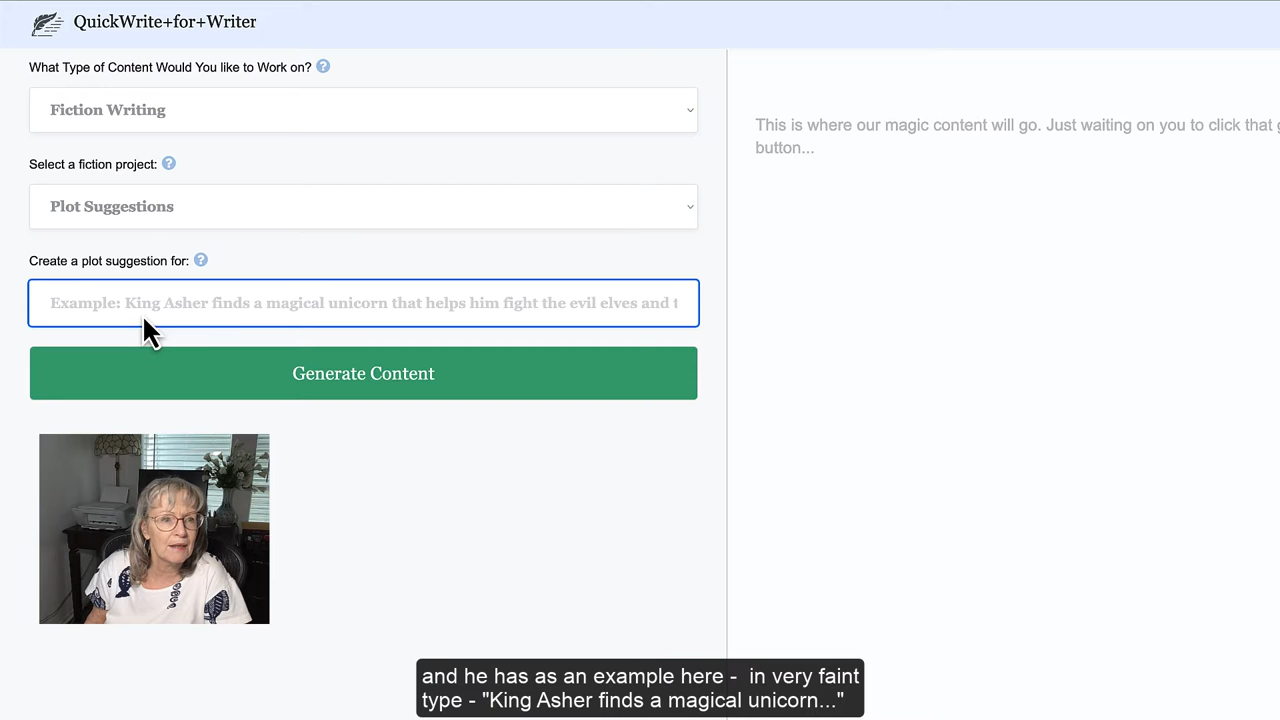 QuickWrite+for+Writer
What Type of Content Would You like to Work on? ?
Fiction Writing
Select a fiction project: ?
Plot Suggestions
Create a plot suggestion for: ?
Example: King Asher finds a magical unicorn that helps him fight the evil elves and t
Generate Content
This is where our magic content will go. Just waiting on you to click that g
button...
and he has as an example here - in very faint
type - "King Asher finds a magical unicorn..."